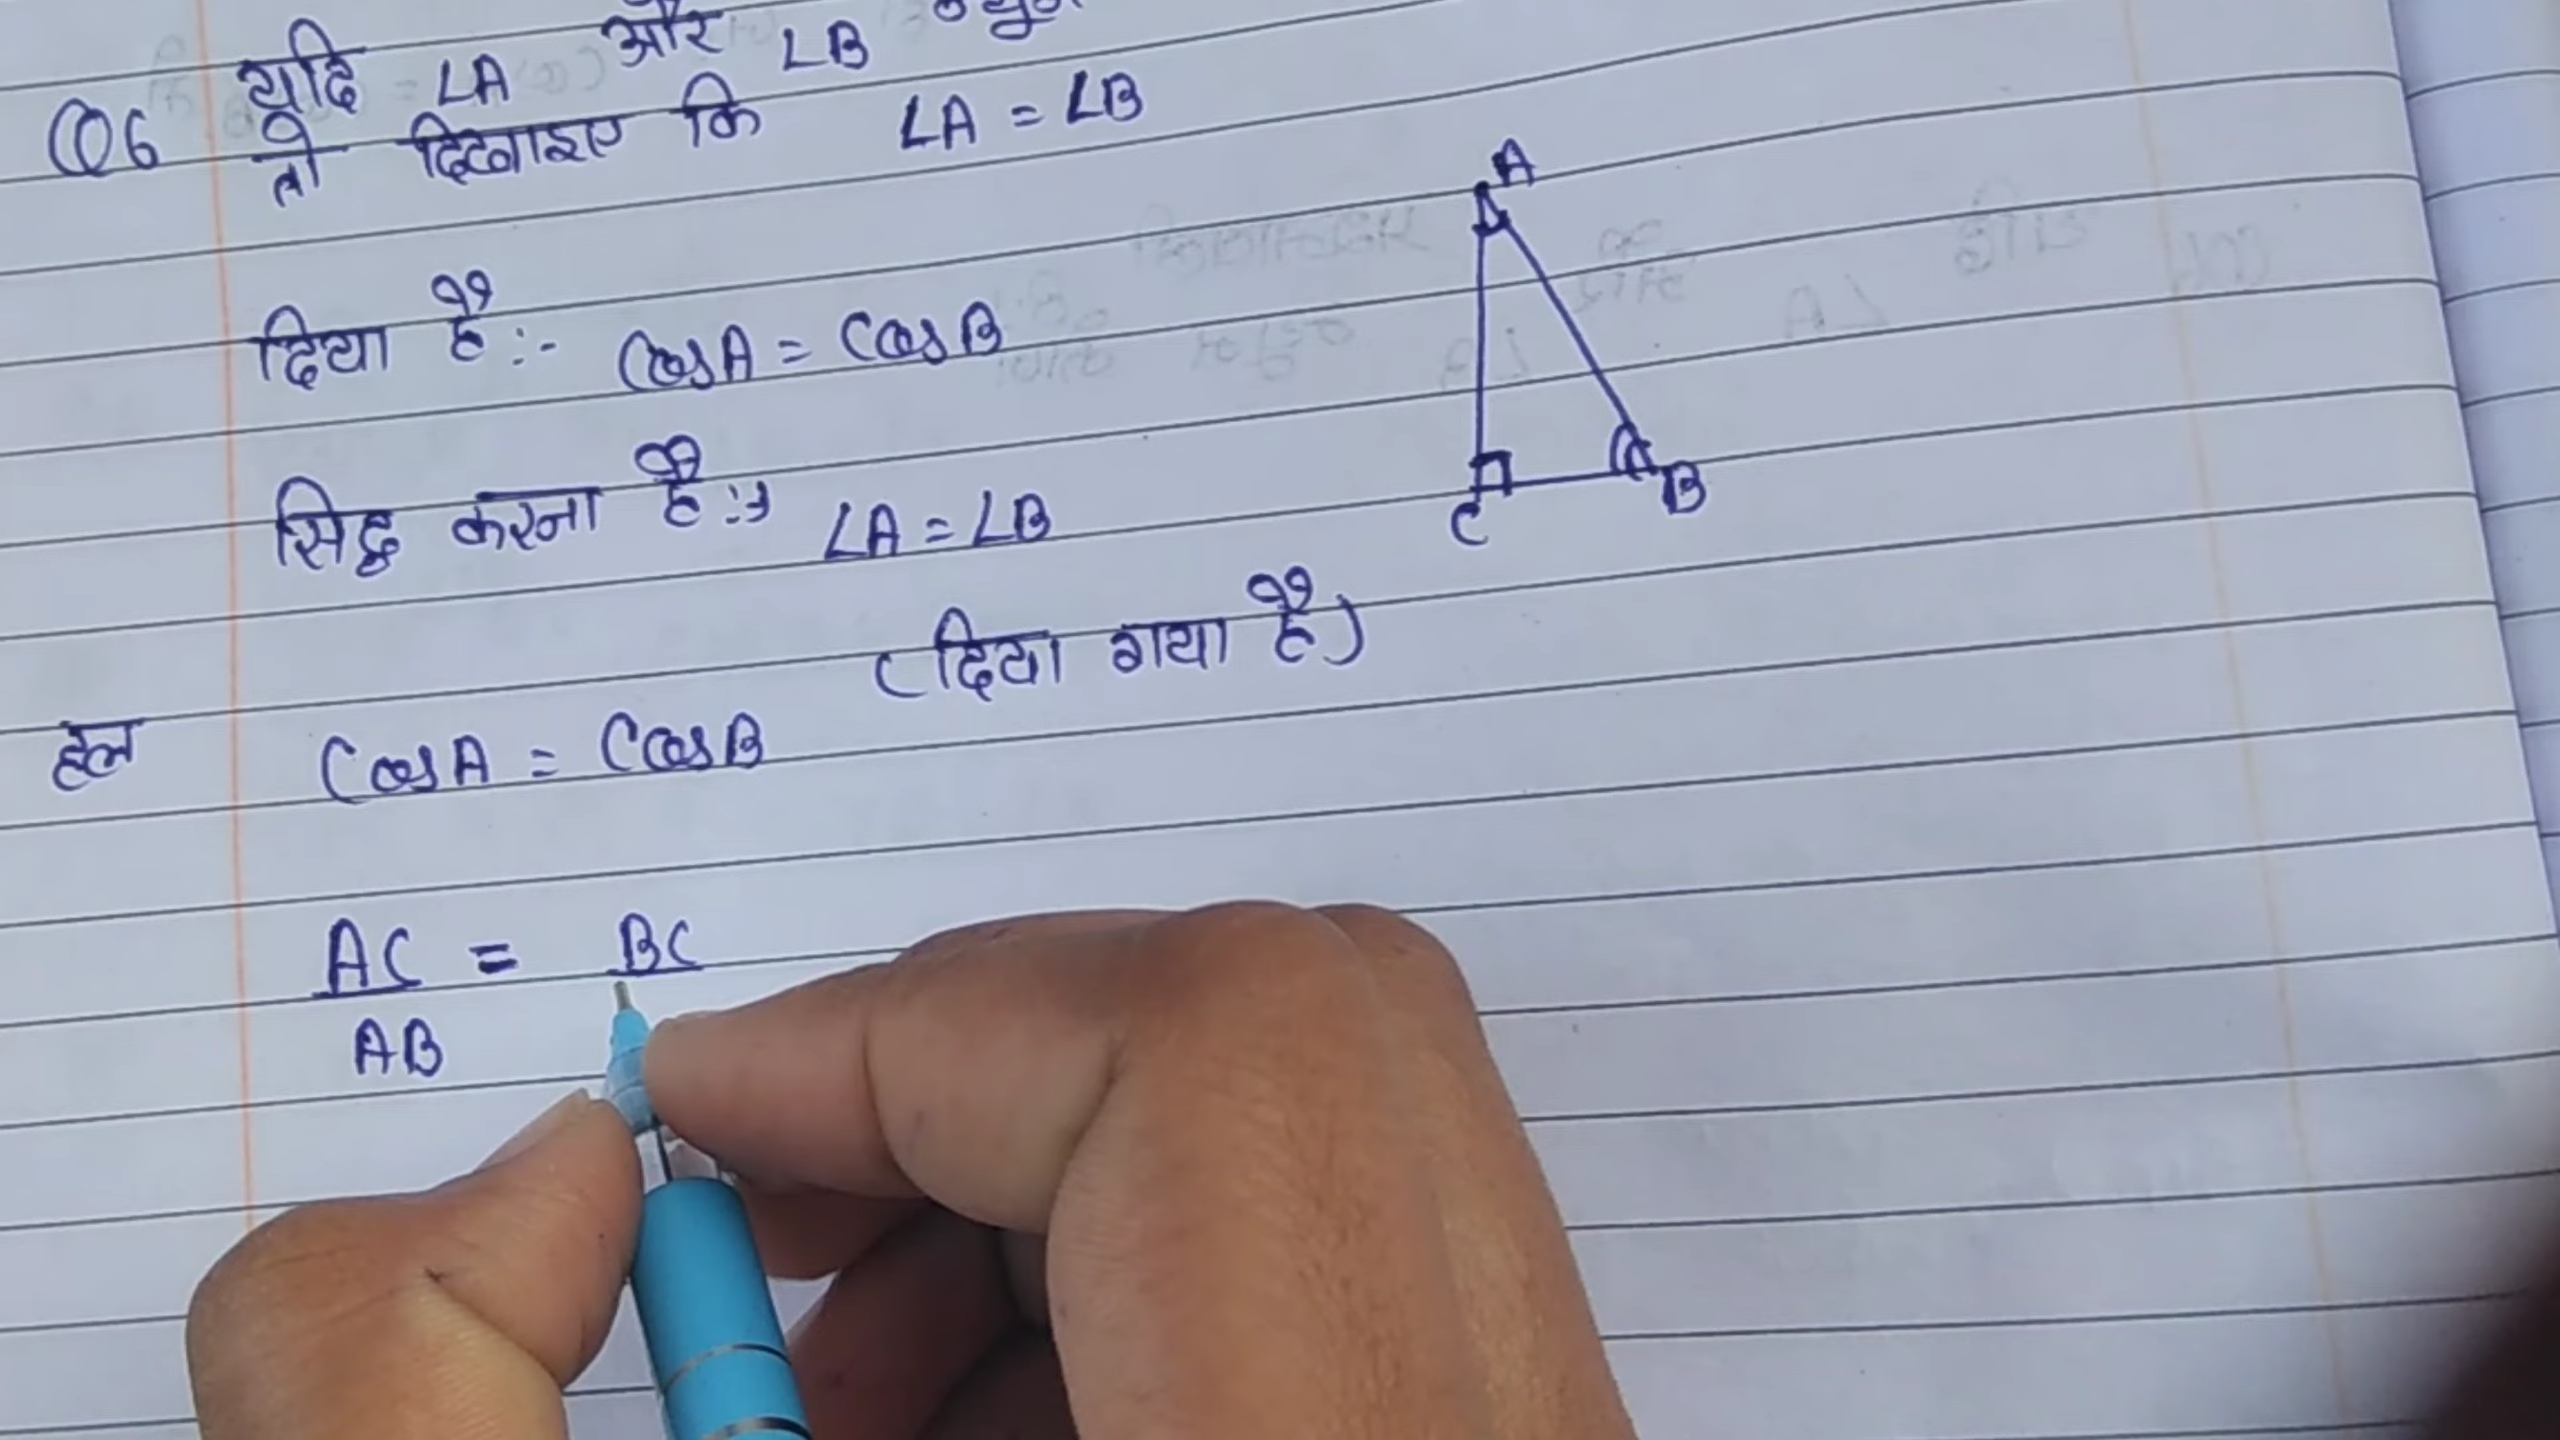 Q6 यदि ∠A और ∠B
तो दिखाइए कि ∠A = ∠B
दिया है :- CosA = CosB
सिद्ध करना है :→ ∠A = ∠B
A
C
B
(दिया गया है)
हल CosA = CosB
AC = BC
AB